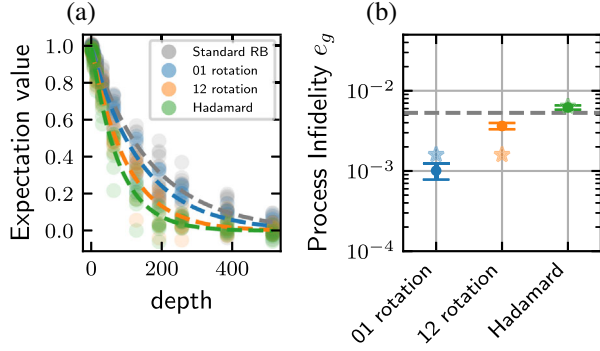 (a)
Expectation value
1.0
0.8
0.6
0.4
0.2
0.0
Standard RB
01 rotation
12 rotation
Hadamard
0
200
400
depth
(b)
Process Infidelity e_g
10⁻²
10⁻³
10⁻⁴
01 rotation
12 rotation
Hadamard